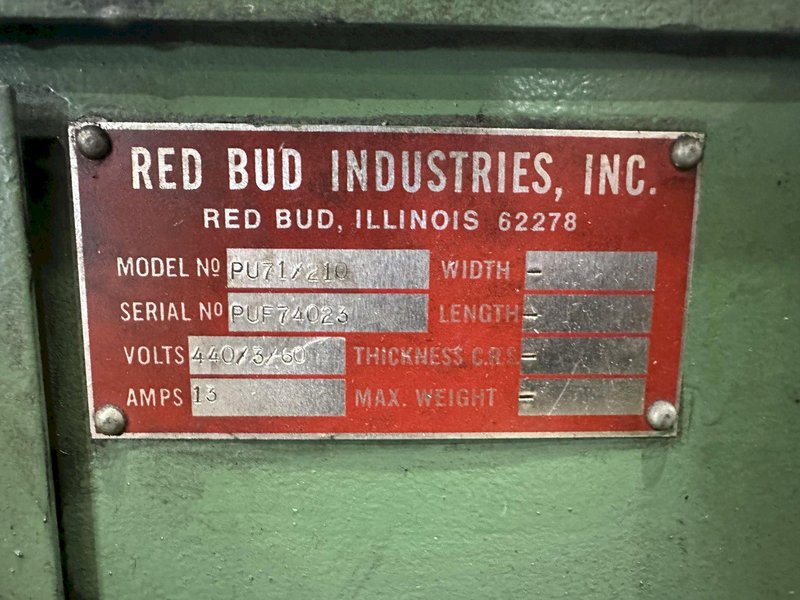 RED BUD INDUSTRIES, INC.
RED BUD, ILLINOIS 62278
MODEL Nº PU71/210 WIDTH -
SERIAL Nº PUF74023 LENGTH -
VOLTS 440/3/60 THICKNESS C.R.S. -
AMPS 13 MAX. WEIGHT -